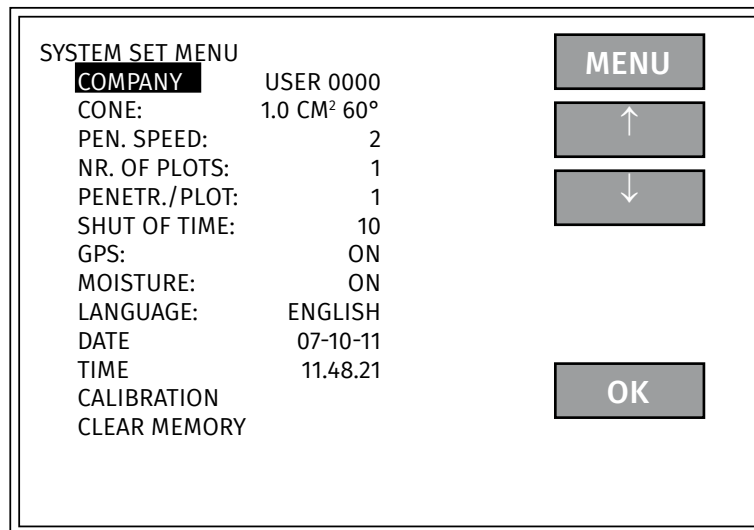 SYSTEM SET MENU
COMPANY USER 0000
CONE: 1.0 CM² 60°
PEN. SPEED: 2
NR. OF PLOTS: 1
PENETR./PLOT: 1
SHUT OF TIME: 10
GPS: ON
MOISTURE: ON
LANGUAGE: ENGLISH
DATE 07-10-11
TIME 11.48.21
CALIBRATION
CLEAR MEMORY
MENU
↑
↓
OK